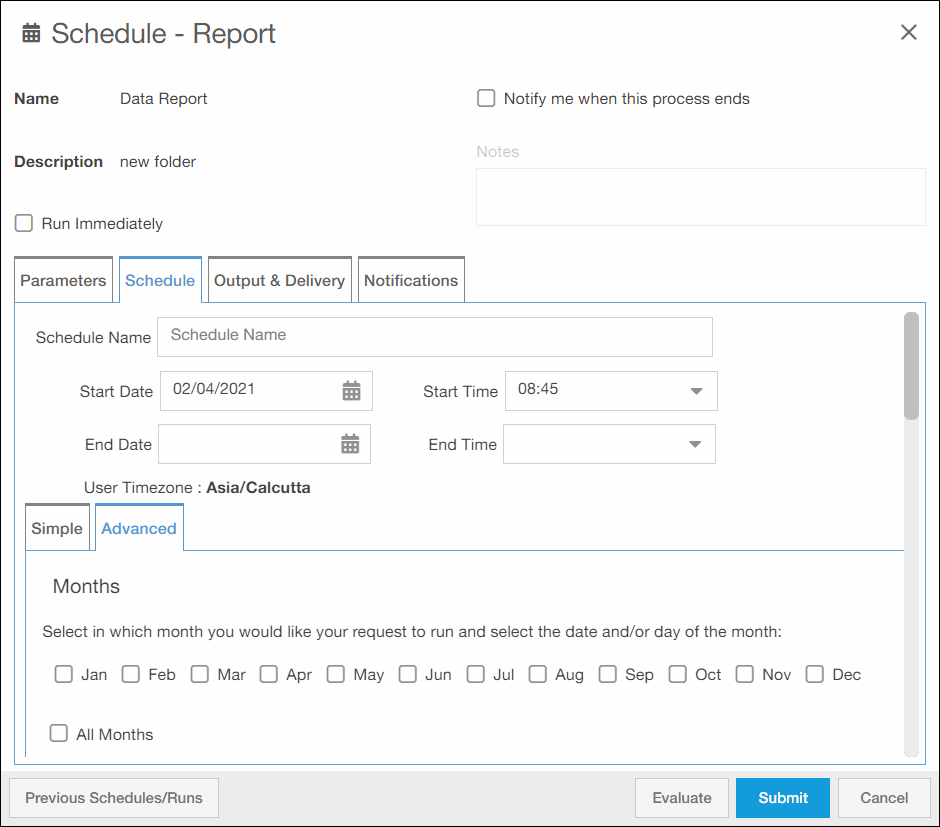 Schedule - Report
Name Data Report
Notify me when this process ends
Description new folder
Notes
Run Immediately
Parameters Schedule Output & Delivery Notifications
Schedule Name Schedule Name
Start Date 02/04/2021 Start Time 08:45
End Date End Time
User Timezone : Asia/Calcutta
Simple Advanced
Months
Select in which month you would like your request to run and select the date and/or day of the month:
Jan Feb Mar Apr May Jun Jul Aug Sep Oct Nov Dec
All Months
Previous Schedules/Runs Evaluate Submit Cancel